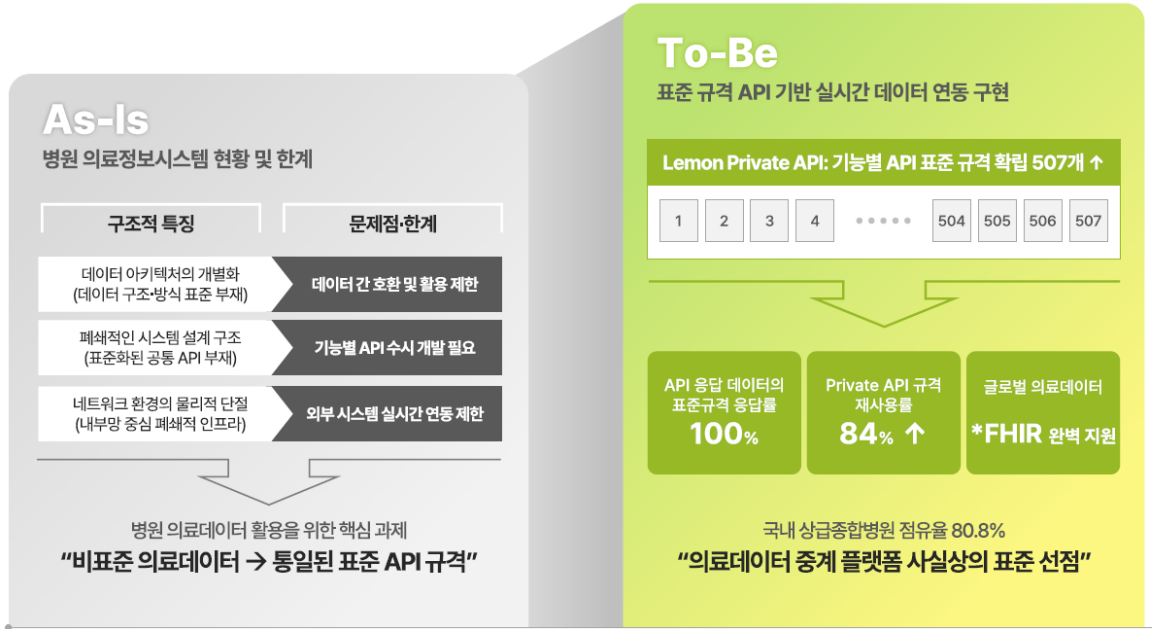 As-Is
병원 의료정보시스템 현황 및 한계
구조적 특징
문제점·한계
데이터 아키텍처의 개별화
(데이터 구조·방식 표준 부재)
데이터 간 호환 및 활용 제한
폐쇄적인 시스템 설계 구조
(표준화된 공통 API 부재)
기능별 API 수시 개발 필요
네트워크 환경의 물리적 단절
(내부망 중심 폐쇄적 인프라)
외부 시스템 실시간 연동 제한
병원 의료데이터 활용을 위한 핵심 과제
“비표준 의료데이터 → 통일된 표준 API 규격”
To-Be
표준 규격 API 기반 실시간 데이터 연동 구현
Lemon Private API: 기능별 API 표준 규격 확립 507개 ↑
1 2 3 4 ····· 504 505 506 507
API 응답 데이터의
표준규격 응답률
100%
Private API 규격
재사용률
84% ↑
글로벌 의료데이터
*FHIR 완벽 지원
국내 상급종합병원 점유율 80.8%
“의료데이터 중계 플랫폼 사실상의 표준 선점”